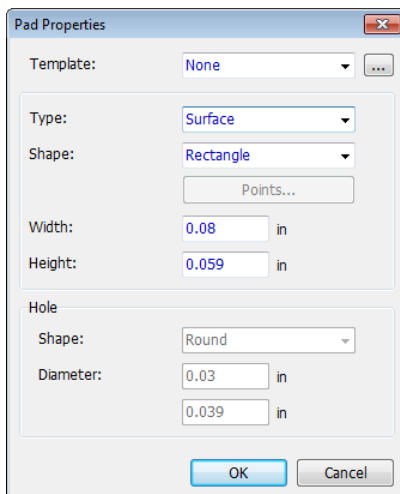 Pad Properties
Template: None ...
Type: Surface
Shape: Rectangle
Points...
Width: 0.08 in
Height: 0.059 in
Hole
Shape: Round
Diameter: 0.03 in
0.039 in
OK Cancel